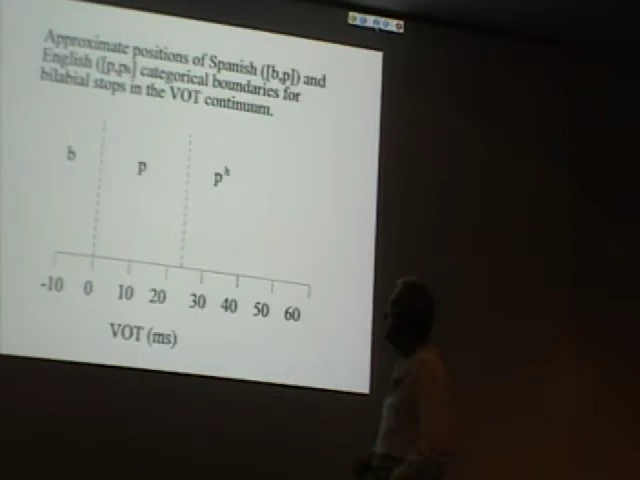 Approximate positions of Spanish ([b,p]) and
English ([p,pʰ] categorical boundaries for
bilabial stops in the VOT continuum.
b p pʰ
-10 0 10 20 30 40 50 60
VOT (ms)